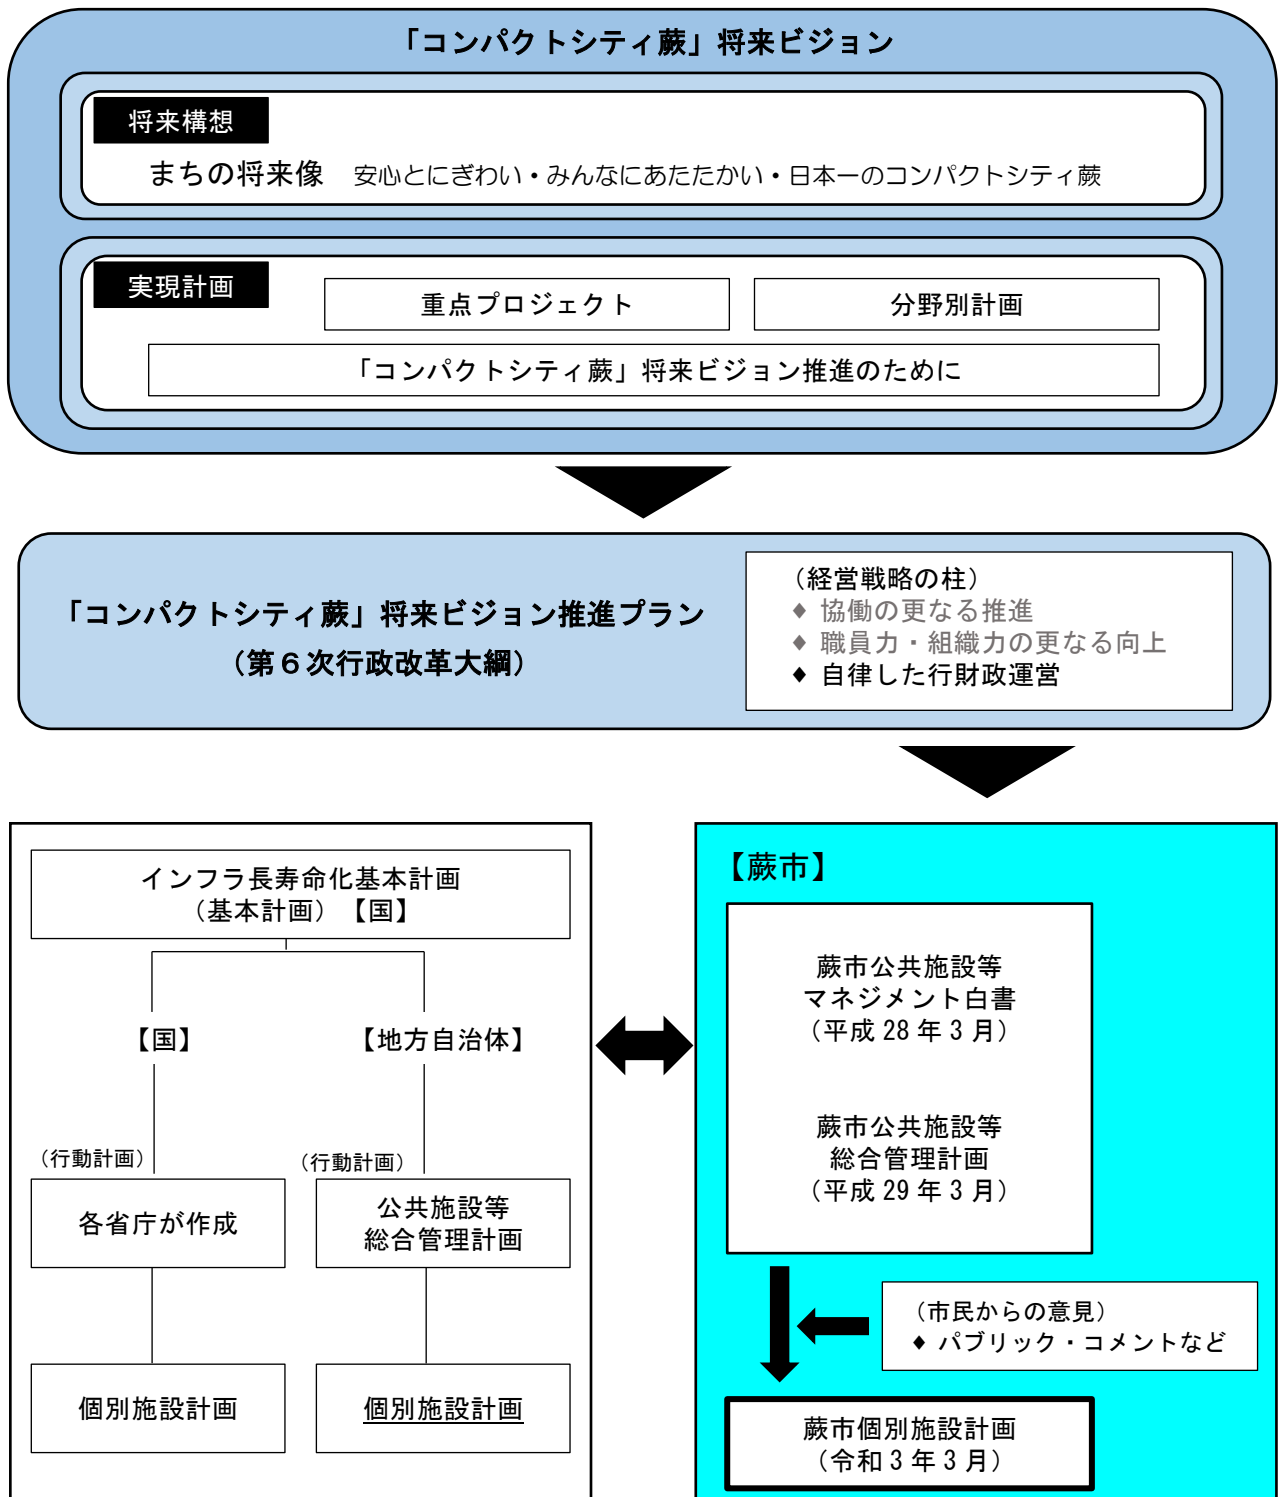 「コンパクトシティ蕨」将来ビジョン
将来構想
まちの将来像　安心とにぎわい・みんなにあたたかい・日本一のコンパクトシティ蕨
実現計画
重点プロジェクト
分野別計画
「コンパクトシティ蕨」将来ビジョン推進のために
「コンパクトシティ蕨」将来ビジョン推進プラン
（第６次行政改革大綱）
（経営戦略の柱）
♦ 協働の更なる推進
♦ 職員力・組織力の更なる向上
♦ 自律した行財政運営
インフラ長寿命化基本計画
（基本計画）【国】
【国】
【地方自治体】
（行動計画）
（行動計画）
各省庁が作成
公共施設等
総合管理計画
個別施設計画
個別施設計画
【蕨市】
蕨市公共施設等
マネジメント白書
（平成 28 年 3 月）
蕨市公共施設等
総合管理計画
（平成 29 年 3 月）
（市民からの意見）
♦ パブリック・コメントなど
蕨市個別施設計画
（令和 3 年 3 月）